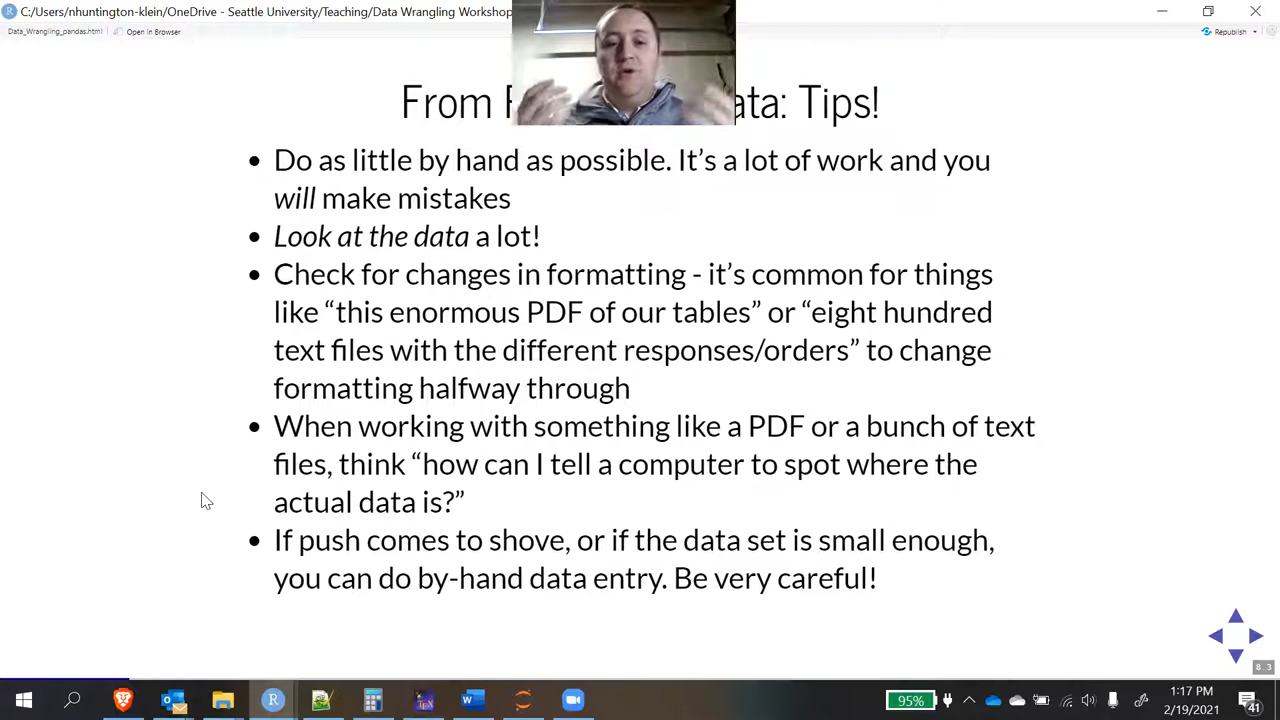 C:/Users/nhuntington-klein/OneDrive - Seattle University/Teaching/Data Wrangling Workshop
Data_Wrangling_pandas.html Open in Browser Republish
From ata: Tips!
Do as little by hand as possible. It’s a lot of work and you
will make mistakes
Look at the data a lot!
Check for changes in formatting - it’s common for things
like “this enormous PDF of our tables” or “eight hundred
text files with the different responses/orders” to change
formatting halfway through
When working with something like a PDF or a bunch of text
files, think “how can I tell a computer to spot where the
actual data is?”
If push comes to shove, or if the data set is small enough,
you can do by-hand data entry. Be very careful!
8.3
95%
1:17 PM
2/19/2021
41